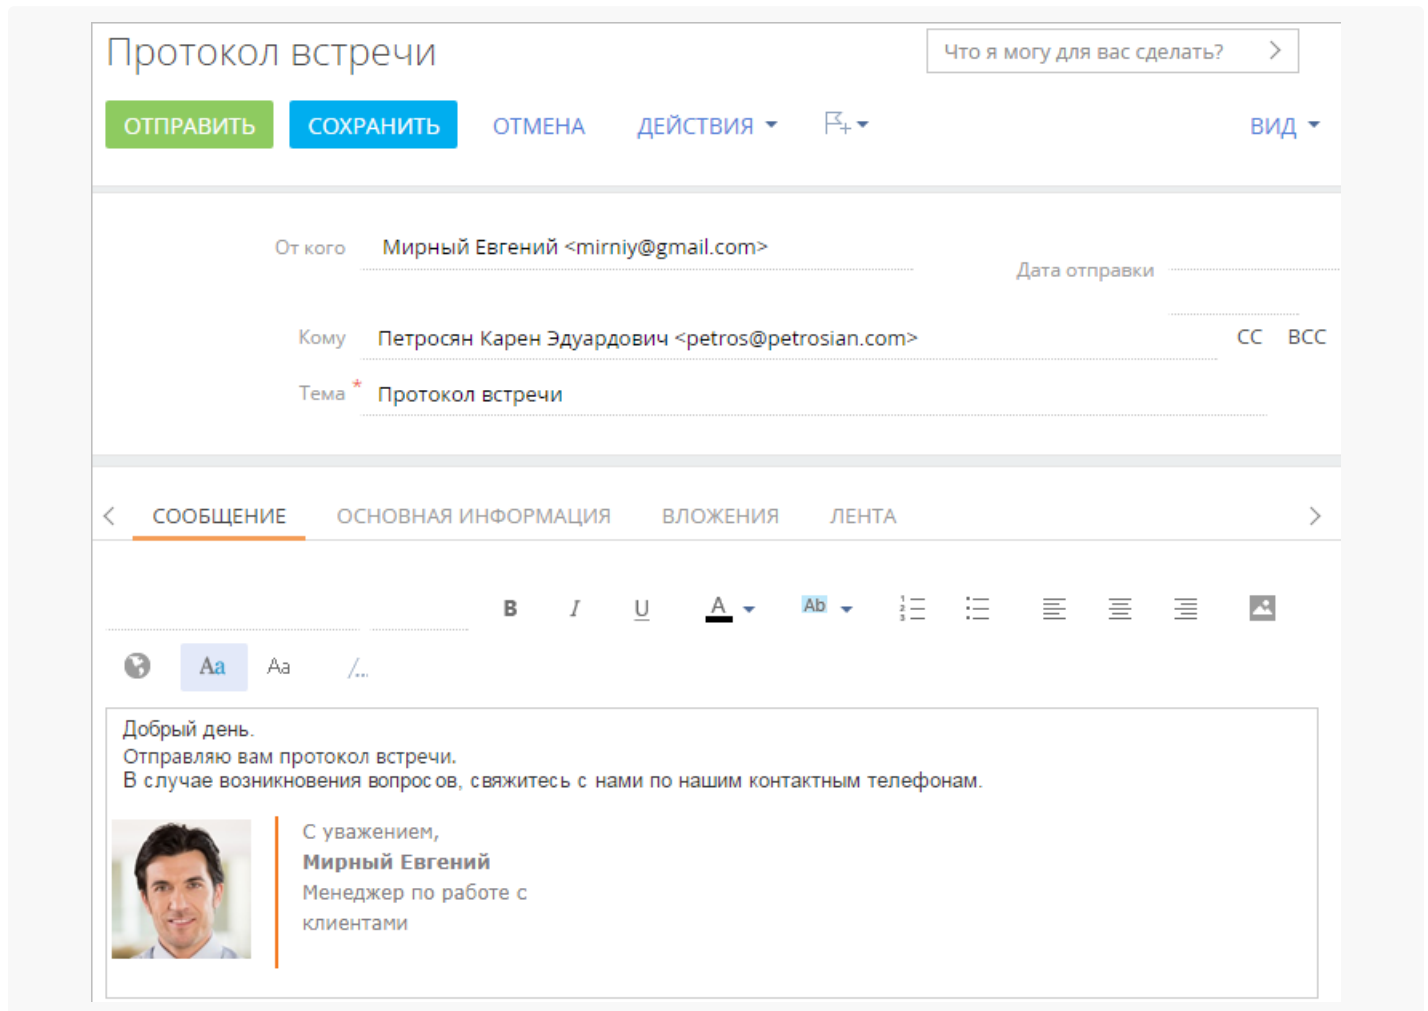 Протокол встречи
Что я могу для вас сделать?
ОТПРАВИТЬ СОХРАНИТЬ ОТМЕНА ДЕЙСТВИЯ ВИД
От кого Мирный Евгений <mirniy@gmail.com>
Дата отправки
Кому Петросян Карен Эдуардович <petros@petrosian.com> CC BCC
Тема * Протокол встречи
СООБЩЕНИЕ ОСНОВНАЯ ИНФОРМАЦИЯ ВЛОЖЕНИЯ ЛЕНТА
B I U A Ab
Aa Aa /...
Добрый день.
Отправляю вам протокол встречи.
В случае возникновения вопросов, свяжитесь с нами по нашим контактным телефонам.
С уважением,
Мирный Евгений
Менеджер по работе с
клиентами